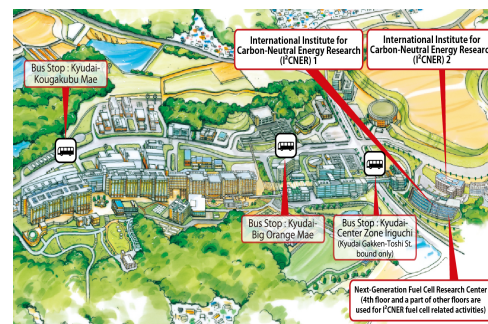 International Institute for
Carbon-Neutral Energy Research
(I²CNER) 1
International Institute for
Carbon-Neutral Energy Researc
(I²CNER) 2
Bus Stop : Kyudai-
Kougakubu Mae
Bus Stop : Kyudai-
Big Orange Mae
Bus Stop : Kyudai-
Center Zone Iriguchi
(Kyudai Gakken-Toshi St.
bound only)
Next-Generation Fuel Cell Research Center
(4th floor and a part of other floors are
used for I²CNER fuel cell related activities)